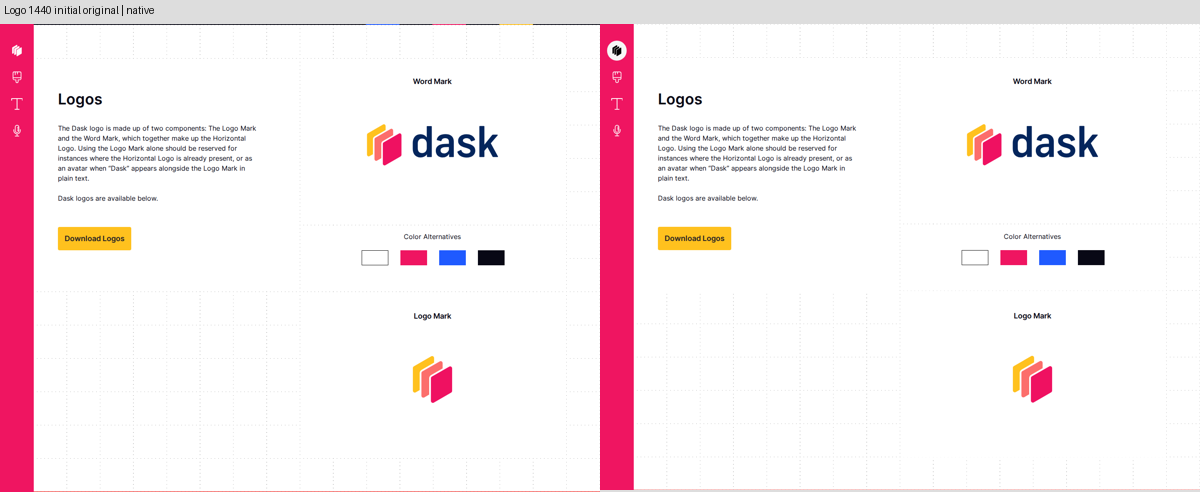 Logo 1440 initial original | native
Logos
The Dask logo is made up of two components: The Logo Mark
and the Word Mark, which together make up the Horizontal
Logo. Using the Logo Mark alone should be reserved for
instances where the Horizontal Logo is already present, or as
an avatar when "Dask" appears alongside the Logo Mark in
plain text.
Dask logos are available below.
Download Logos
Word Mark
dask
Color Alternatives
Logo Mark
Logos
The Dask logo is made up of two components: The Logo Mark
and the Word Mark, which together make up the Horizontal
Logo. Using the Logo Mark alone should be reserved for
instances where the Horizontal Logo is already present, or as
an avatar when "Dask" appears alongside the Logo Mark in
plain text.
Dask logos are available below.
Download Logos
Word Mark
dask
Color Alternatives
Logo Mark